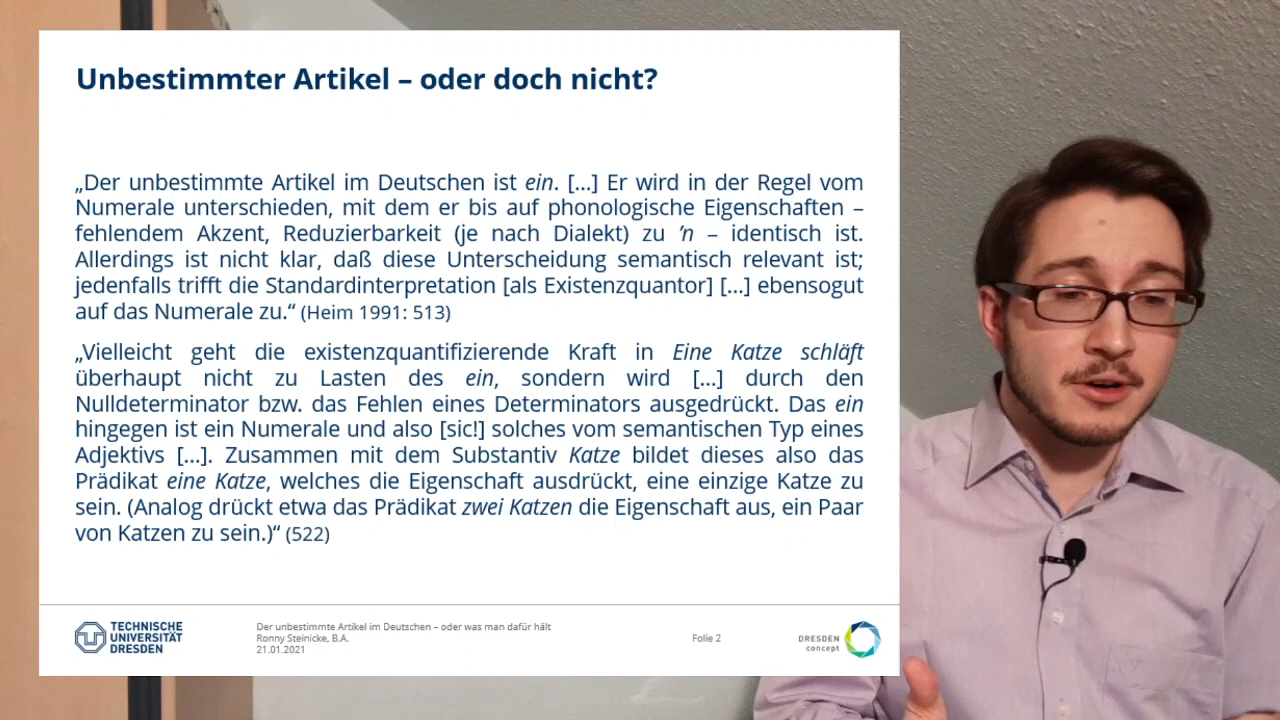 Unbestimmter Artikel – oder doch nicht?
„Der unbestimmte Artikel im Deutschen ist ein. [...] Er wird in der Regel vom
Numerale unterschieden, mit dem er bis auf phonologische Eigenschaften –
fehlendem Akzent, Reduzierbarkeit (je nach Dialekt) zu ’n – identisch ist.
Allerdings ist nicht klar, daß diese Unterscheidung semantisch relevant ist;
jedenfalls trifft die Standardinterpretation [als Existenzquantor] [...] ebensogut
auf das Numerale zu.“ (Heim 1991: 513)
„Vielleicht geht die existenzquantifizierende Kraft in Eine Katze schläft
überhaupt nicht zu Lasten des ein, sondern wird [...] durch den
Nulldeterminator bzw. das Fehlen eines Determinators ausgedrückt. Das ein
hingegen ist ein Numerale und also [sic!] solches vom semantischen Typ eines
Adjektivs [...]. Zusammen mit dem Substantiv Katze bildet dieses also das
Prädikat eine Katze, welches die Eigenschaft ausdrückt, eine einzige Katze zu
sein. (Analog drückt etwa das Prädikat zwei Katzen die Eigenschaft aus, ein Paar
von Katzen zu sein.)“ (522)
TECHNISCHE
UNIVERSITÄT
DRESDEN
Der unbestimmte Artikel im Deutschen – oder was man dafür hält
Ronny Steinicke, B.A.
21.01.2021
Folie 2
DRESDEN
concept